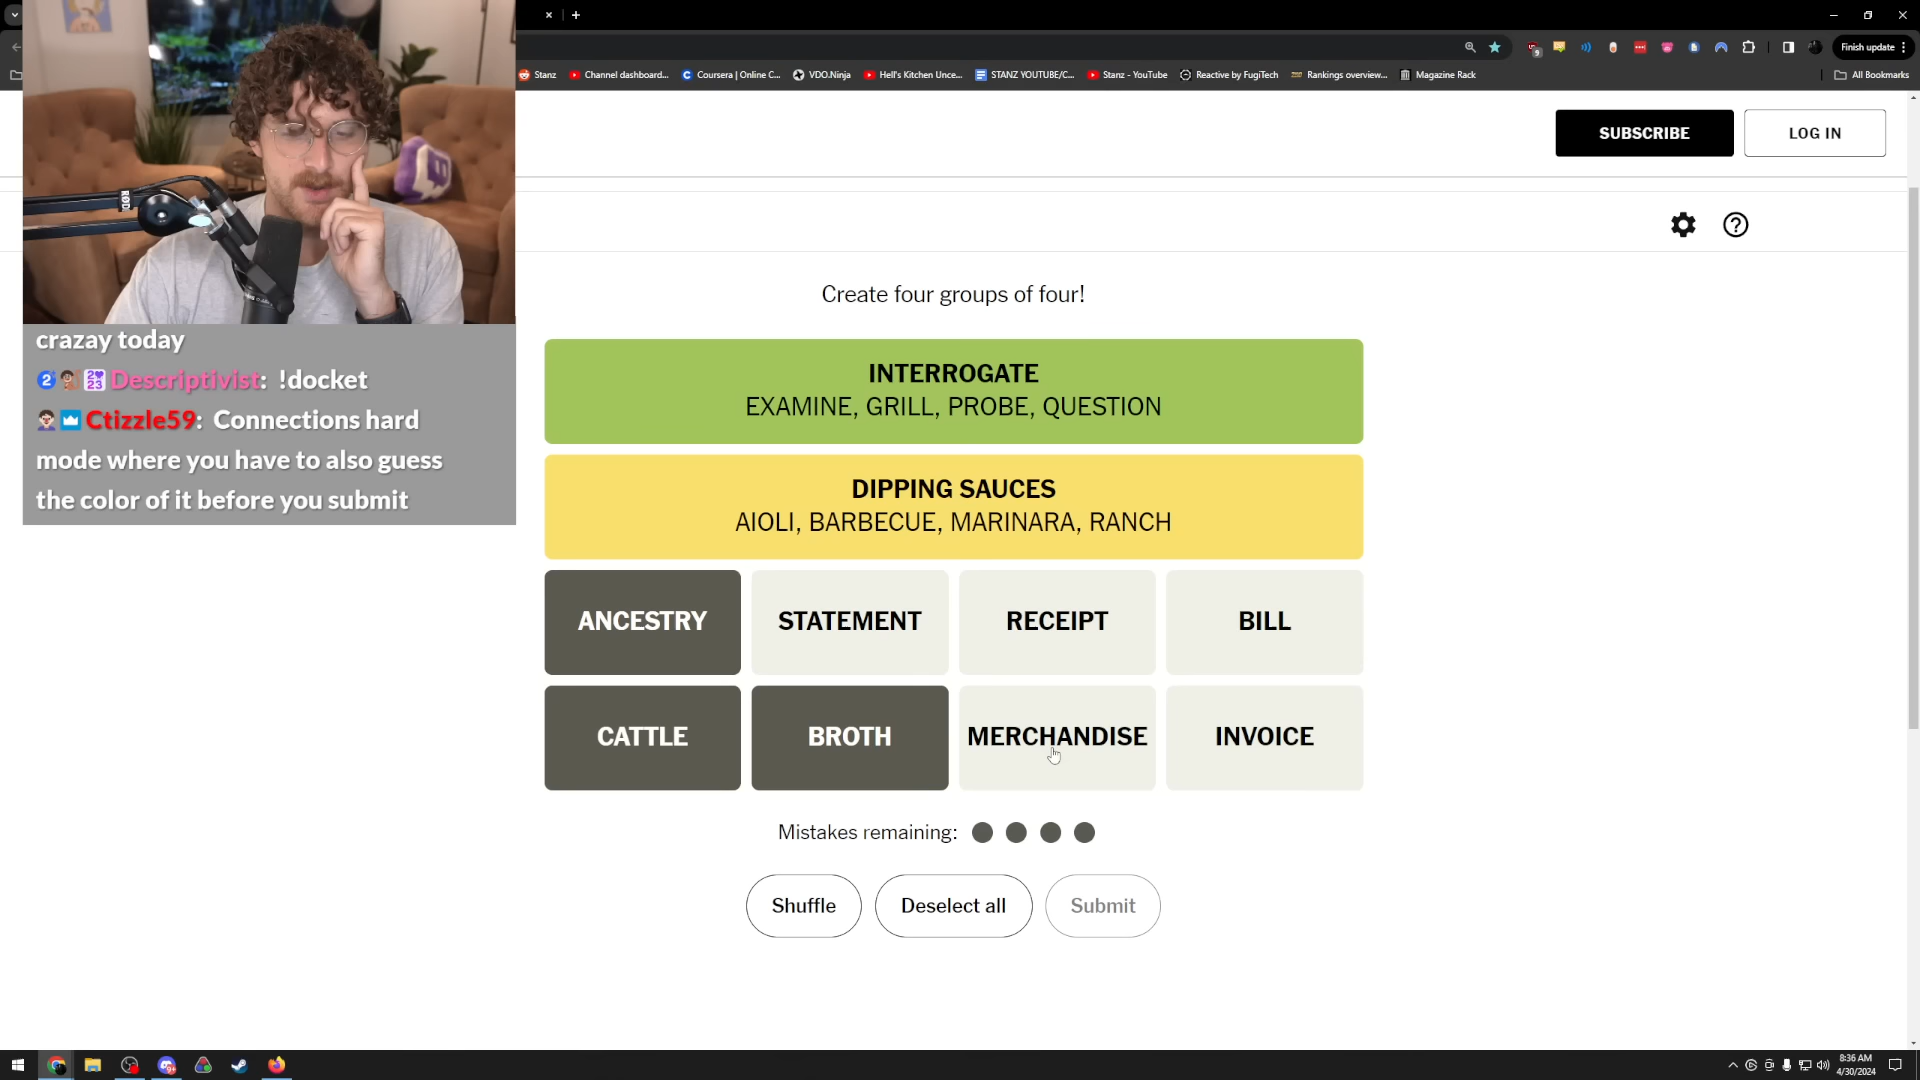 Finish update
Stanz
Channel dashboard...
Coursera | Online C...
VDO.Ninja
Hell's Kitchen Unce...
STANZ YOUTUBE/C...
Stanz - YouTube
Reactive by FugiTech
Rankings overview...
Magazine Rack
All Bookmarks
SUBSCRIBE
LOG IN
RØDE
crazay today
Descriptivist: !docket
Ctizzle59: Connections hard
mode where you have to also guess
the color of it before you submit
Create four groups of four!
INTERROGATE
EXAMINE, GRILL, PROBE, QUESTION
DIPPING SAUCES
AIOLI, BARBECUE, MARINARA, RANCH
ANCESTRY
STATEMENT
RECEIPT
BILL
CATTLE
BROTH
MERCHANDISE
INVOICE
Mistakes remaining:
Shuffle
Deselect all
Submit
8:36 AM
4/30/2024